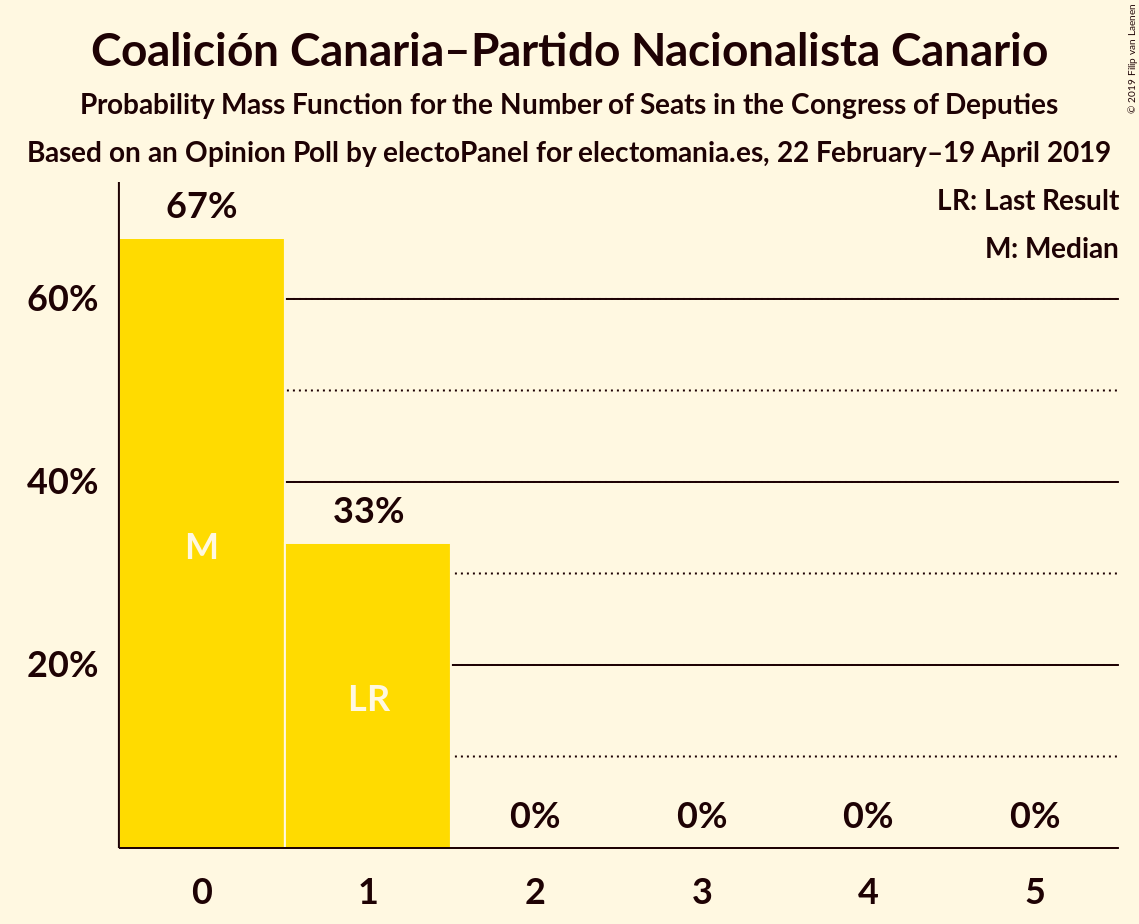 Coalición Canaria–Partido Nacionalista Canario
Probability Mass Function for the Number of Seats in the Congress of Deputies
Based on an Opinion Poll by electoPanel for electomania.es, 22 February–19 April 2019
© 2019 Filip van Laenen
LR: Last Result
M: Median
67%
60%
40%
33%
M
20%
LR
0% 0% 0% 0%
0 1 2 3 4 5